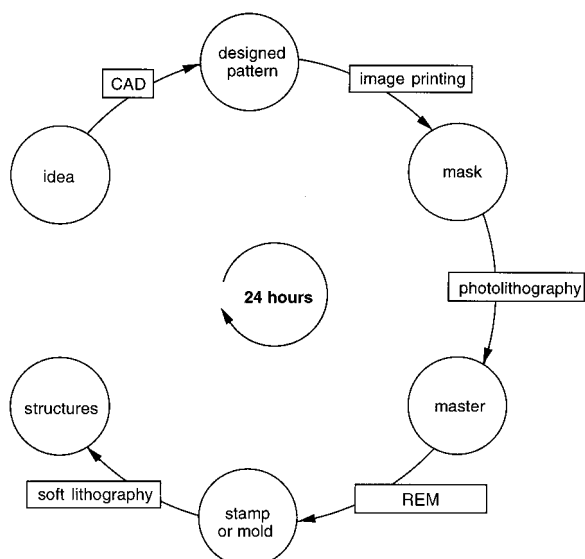 designed
pattern
CAD
image printing
idea
mask
24 hours
photolithography
structures
master
soft lithography
REM
stamp
or mold